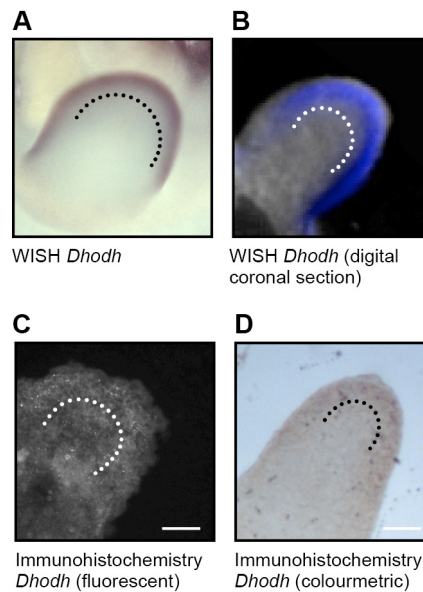 A
B
WISH Dhodh
WISH Dhodh (digital
coronal section)
C
D
Immunohistochemistry
Dhodh (fluorescent)
Immunohistochemistry
Dhodh (colourmetric)